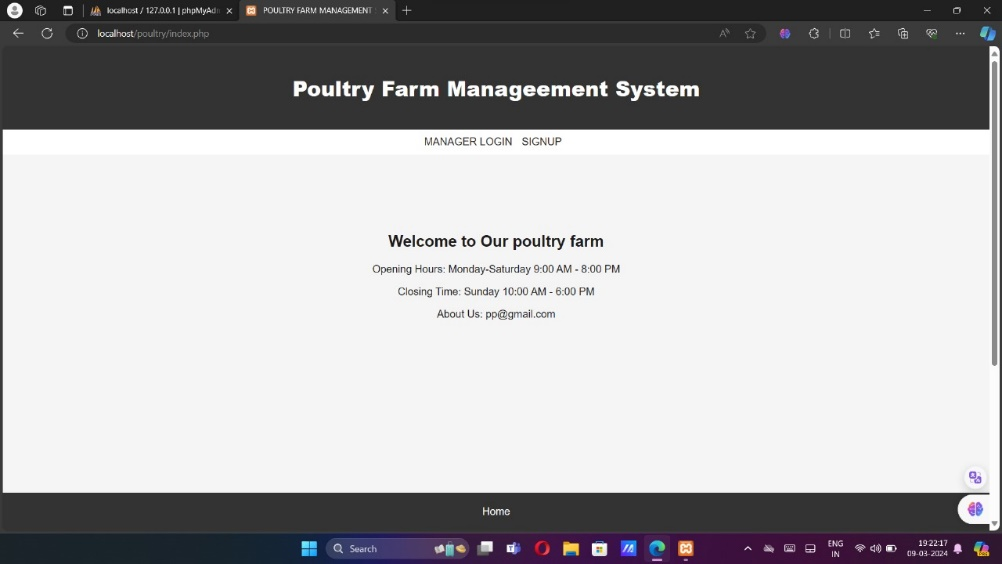 localhost / 127.0.0.1 | phpMyAdm
POULTRY FARM MANAGEMENT S
localhost/poultry/index.php
Poultry Farm Manageement System
MANAGER LOGIN SIGNUP
Welcome to Our poultry farm
Opening Hours: Monday-Saturday 9:00 AM - 8:00 PM
Closing Time: Sunday 10:00 AM - 6:00 PM
About Us: pp@gmail.com
Home
Search
ENG
IN
19:22:17
09-03-2024